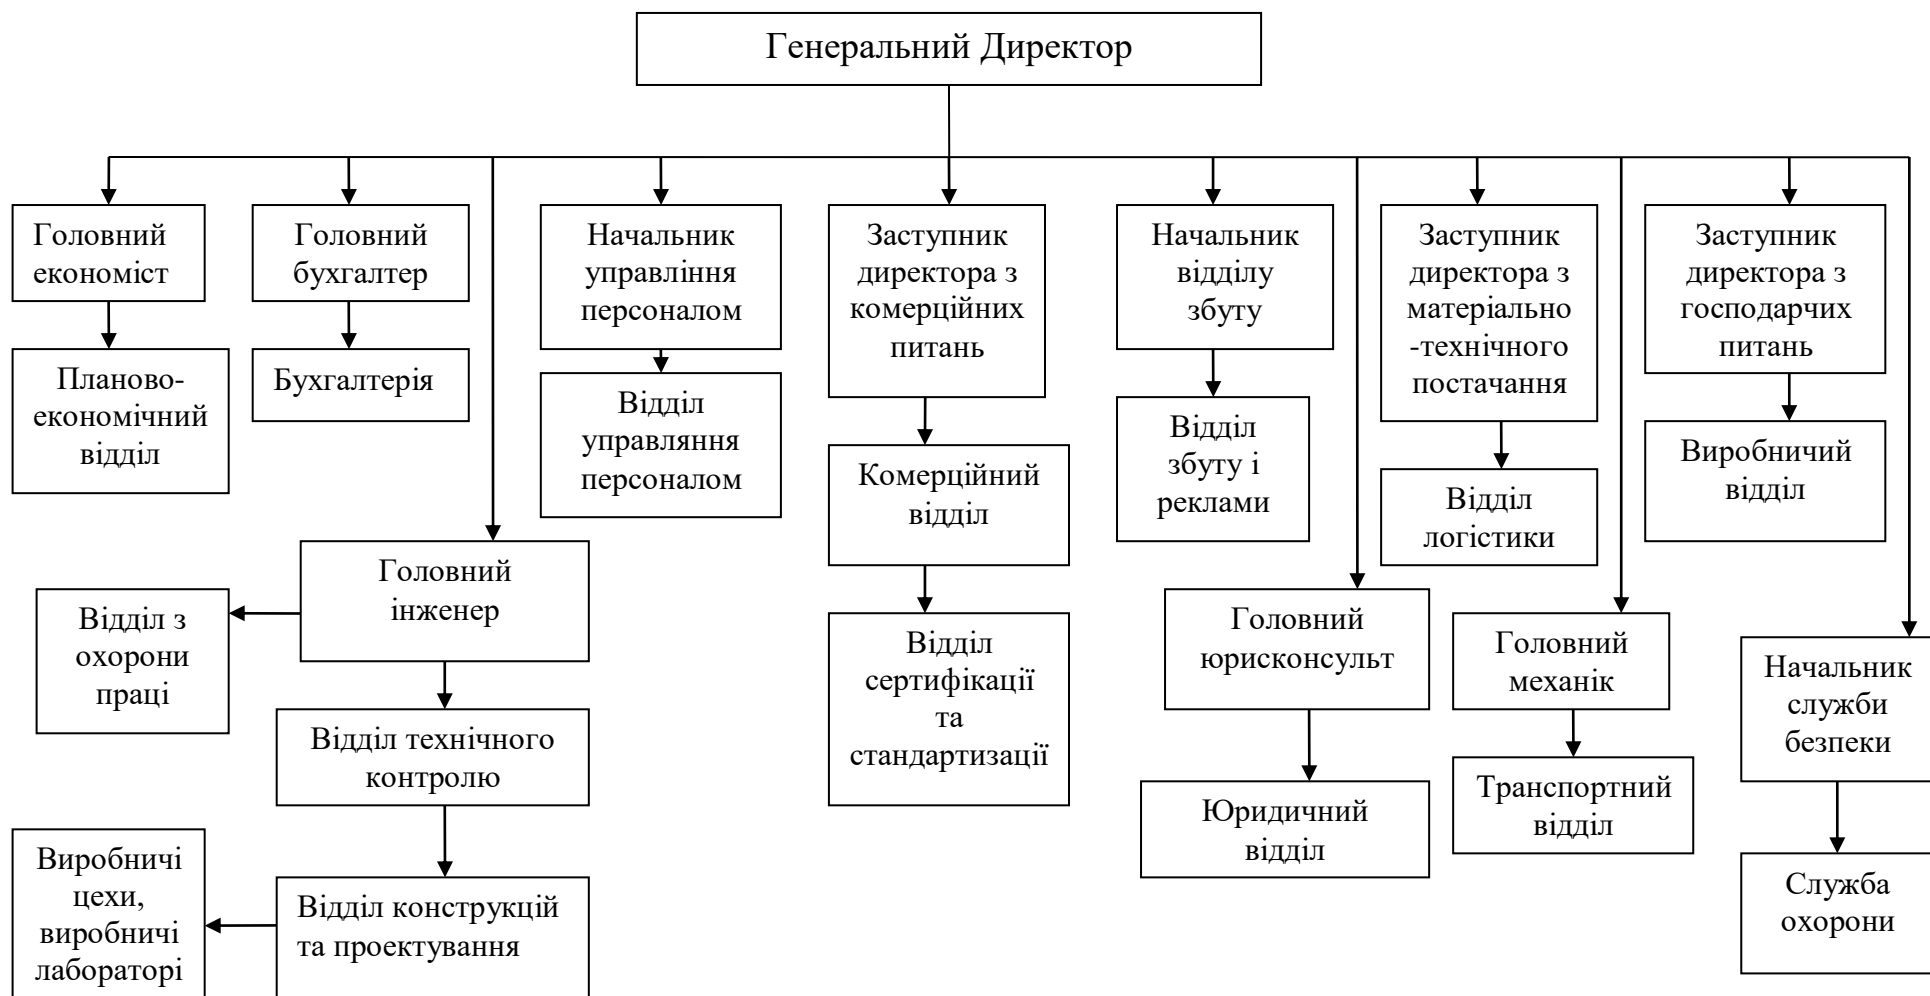 Генеральний Директор
Головний
економіст
Головний
бухгалтер
Начальник
управління
персоналом
Заступник
директора з
комерційних
питань
Начальник
відділу
збуту
Заступник
директора з
матеріально
-технічного
постачання
Заступник
директора з
господарчих
питань
Планово-
економічний
відділ
Бухгалтерія
Відділ
управляння
персоналом
Комерційний
відділ
Відділ
збуту і
реклами
Відділ
логістики
Виробничий
відділ
Головний
інженер
Відділ з
охорони
праці
Відділ
сертифікації
та
стандартизації
Головний
юрисконсульт
Головний
механік
Начальник
служби
безпеки
Відділ технічного
контролю
Юридичний
відділ
Транспортний
відділ
Виробничі
цехи,
виробничі
лабораторі
Відділ конструкцій
та проектування
Служба
охорони